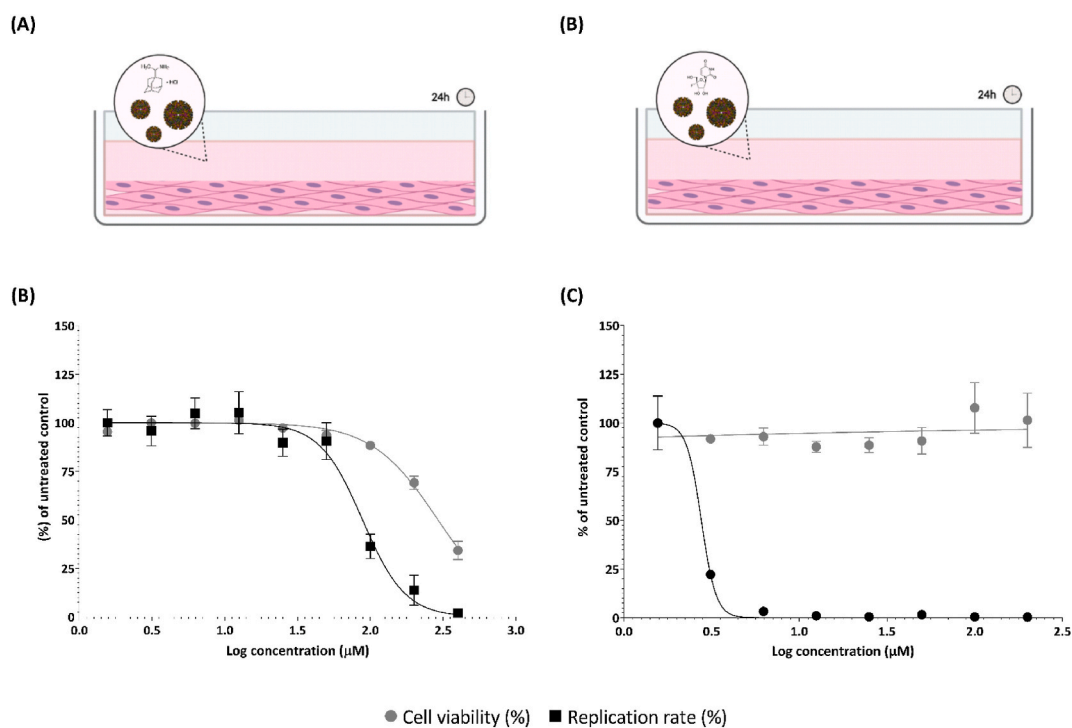 (A)
(B)
H₃C
NH₂
· HCl
24h
24h
(B)
(C)
(%) of untreated control
150
125
100
75
50
25
0
0.0
0.5
1.0
1.5
2.0
2.5
3.0
Log concentration (μM)
% of untreated control
150
125
100
75
50
25
0
0.0
0.5
1.0
1.5
2.0
2.5
Log concentration (μM)
Cell viability (%)
Replication rate (%)